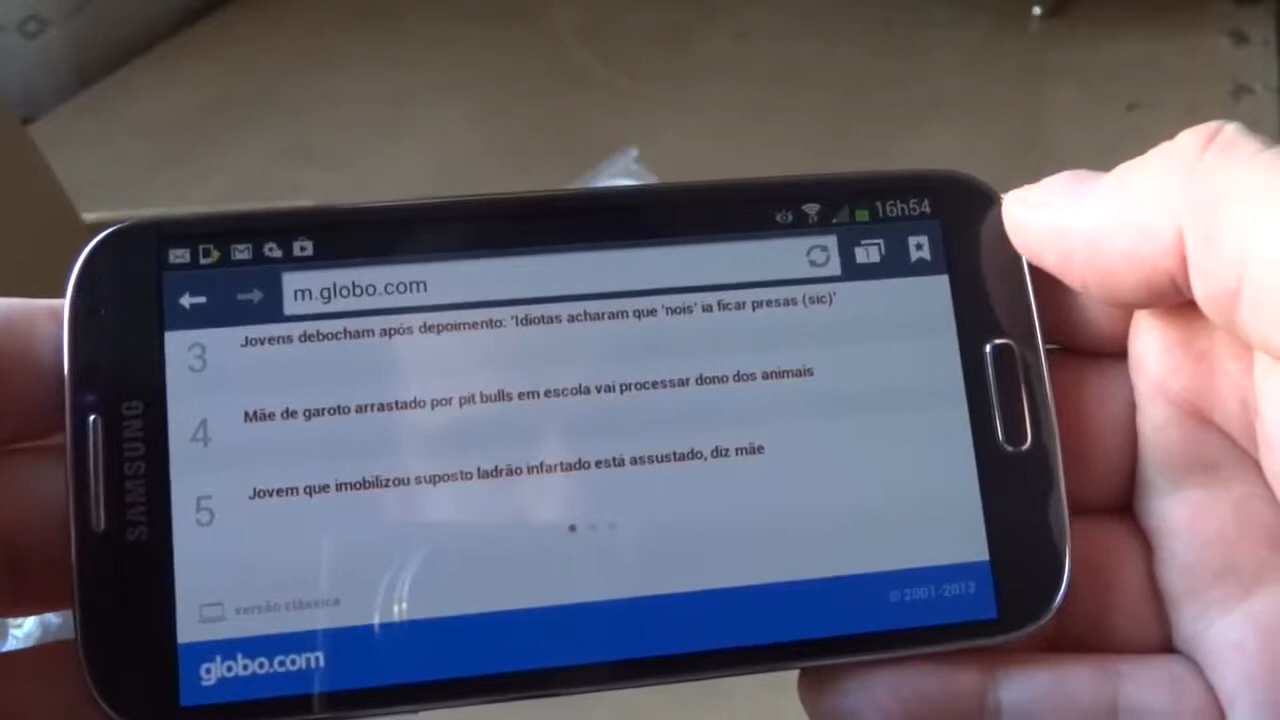 16h54
m.globo.com
1
3 Jovens debocham após depoimento: 'Idiotas acharam que 'nois' ia ficar presas (sic)'
4 Mãe de garoto arrastado por pit bulls em escola vai processar dono dos animais
5 Jovem que imobilizou suposto ladrão infartado está assustado, diz mãe
versão clássica
© 2001-2013
globo.com
SAMSUNG